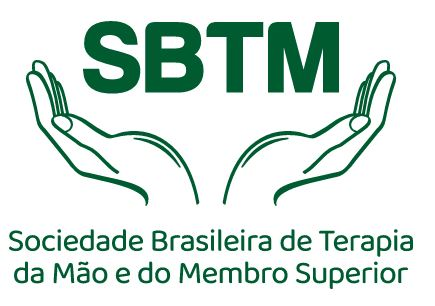 SBTM
Sociedade Brasileira de Terapia
da Mão e do Membro Superior